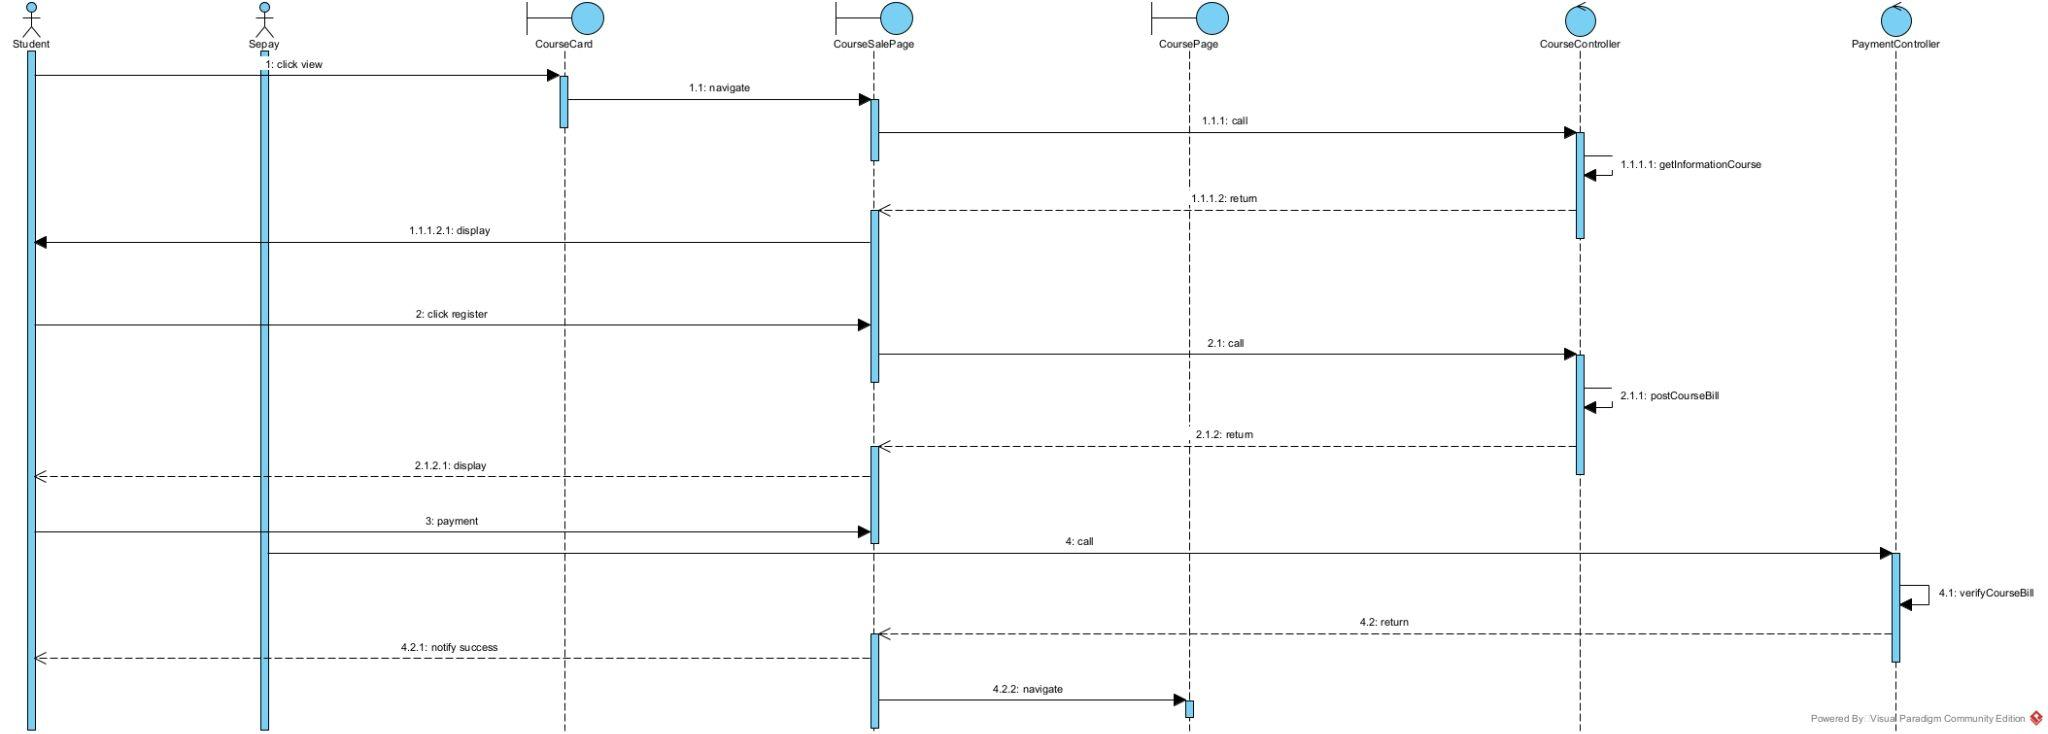 Student
Sepay
CourseCard
CourseSalePage
CoursePage
CourseController
PaymentController
1: click view
1.1: navigate
1.1.1: call
1.1.1.1: getInformationCourse
1.1.1.2: return
1.1.1.2.1: display
2: click register
2.1: call
2.1.1: postCourseBill
2.1.2: return
2.1.2.1: display
3: payment
4: call
4.1: verifyCourseBill
4.2: return
4.2.1: notify success
4.2.2: navigate
Powered By: Visual Paradigm Community Edition